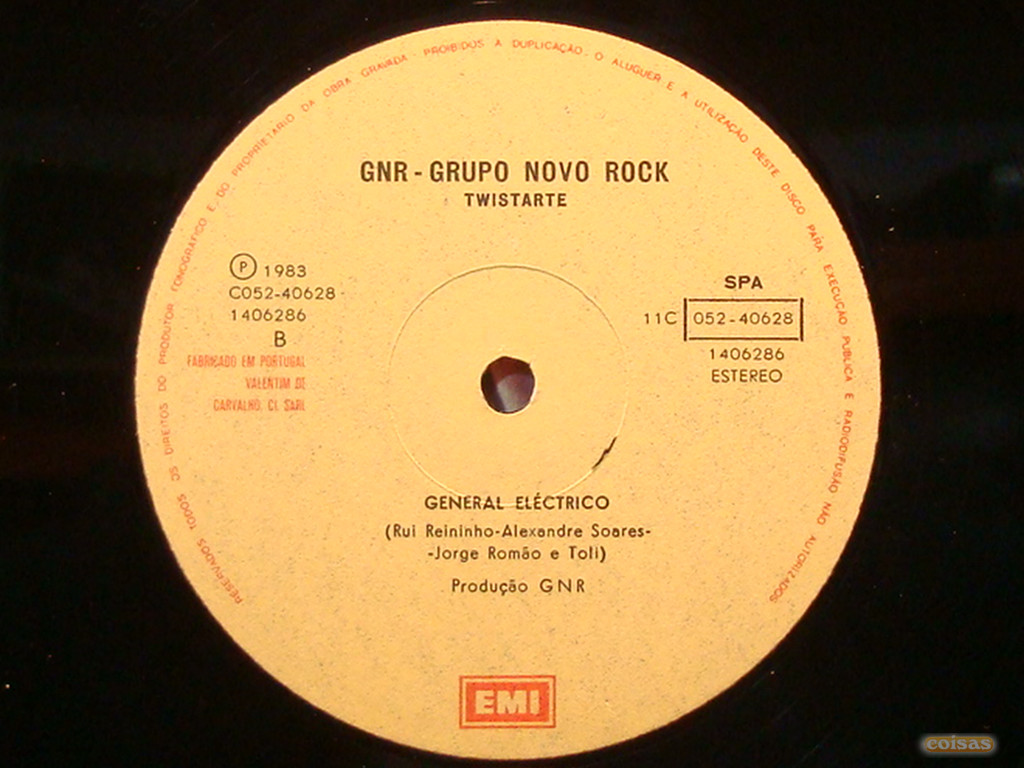 RESERVADOS TODOS OS DIREITOS DO PRODUTOR FONOGRÁFICO E DO PROPRIETÁRIO DA OBRA GRAVADA - PROIBIDOS A DUPLICAÇÃO - O ALUGUER E A UTILIZAÇÃO DESTE DISCO PARA EXECUÇÃO PÚBLICA E RADIODIFUSÃO NÃO AUTORIZADOS
GNR - GRUPO NOVO ROCK
TWISTARTE
Ⓟ 1983
C052-40628
1406286
B
FABRICADO EM PORTUGAL
VALENTIM DE
CARVALHO, CI. SARL
SPA
11C 052-40628
1406286
ESTEREO
GENERAL ELÉCTRICO
(Rui Reininho-Alexandre Soares-
-Jorge Romão e Toli)
Produção GNR
EMI
coisas